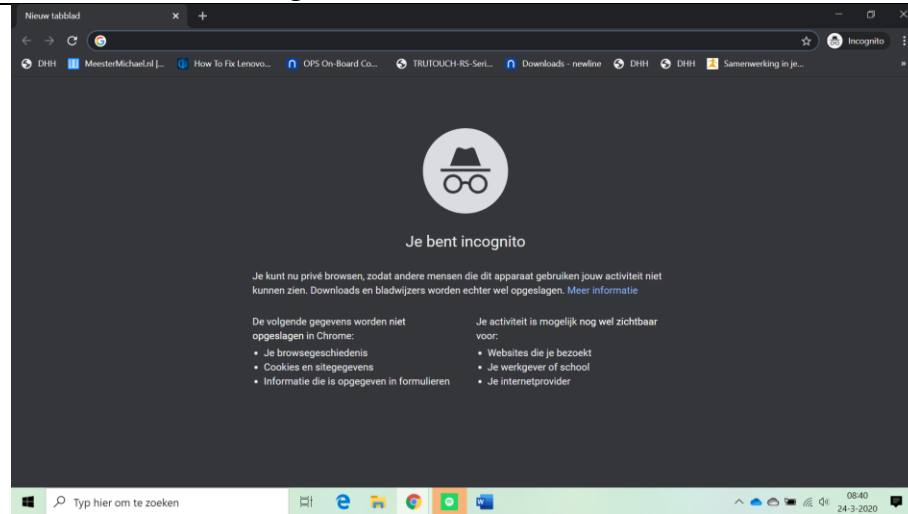 Nieuw tabblad
Incognito
DHH MeesterMichael.nl |... How To Fix Lenovo... OPS On-Board Co... TRUTOUCH-RS-Seri... Downloads - newline DHH DHH Samenwerking in je... »
Je bent incognito
Je kunt nu privé browsen, zodat andere mensen die dit apparaat gebruiken jouw activiteit niet
kunnen zien. Downloads en bladwijzers worden echter wel opgeslagen. Meer informatie
De volgende gegevens worden niet
opgeslagen in Chrome:
• Je browsegeschiedenis
• Cookies en sitegegevens
• Informatie die is opgegeven in formulieren
Je activiteit is mogelijk nog wel zichtbaar
voor:
• Websites die je bezoekt
• Je werkgever of school
• Je internetprovider
Typ hier om te zoeken
08:40
24-3-2020